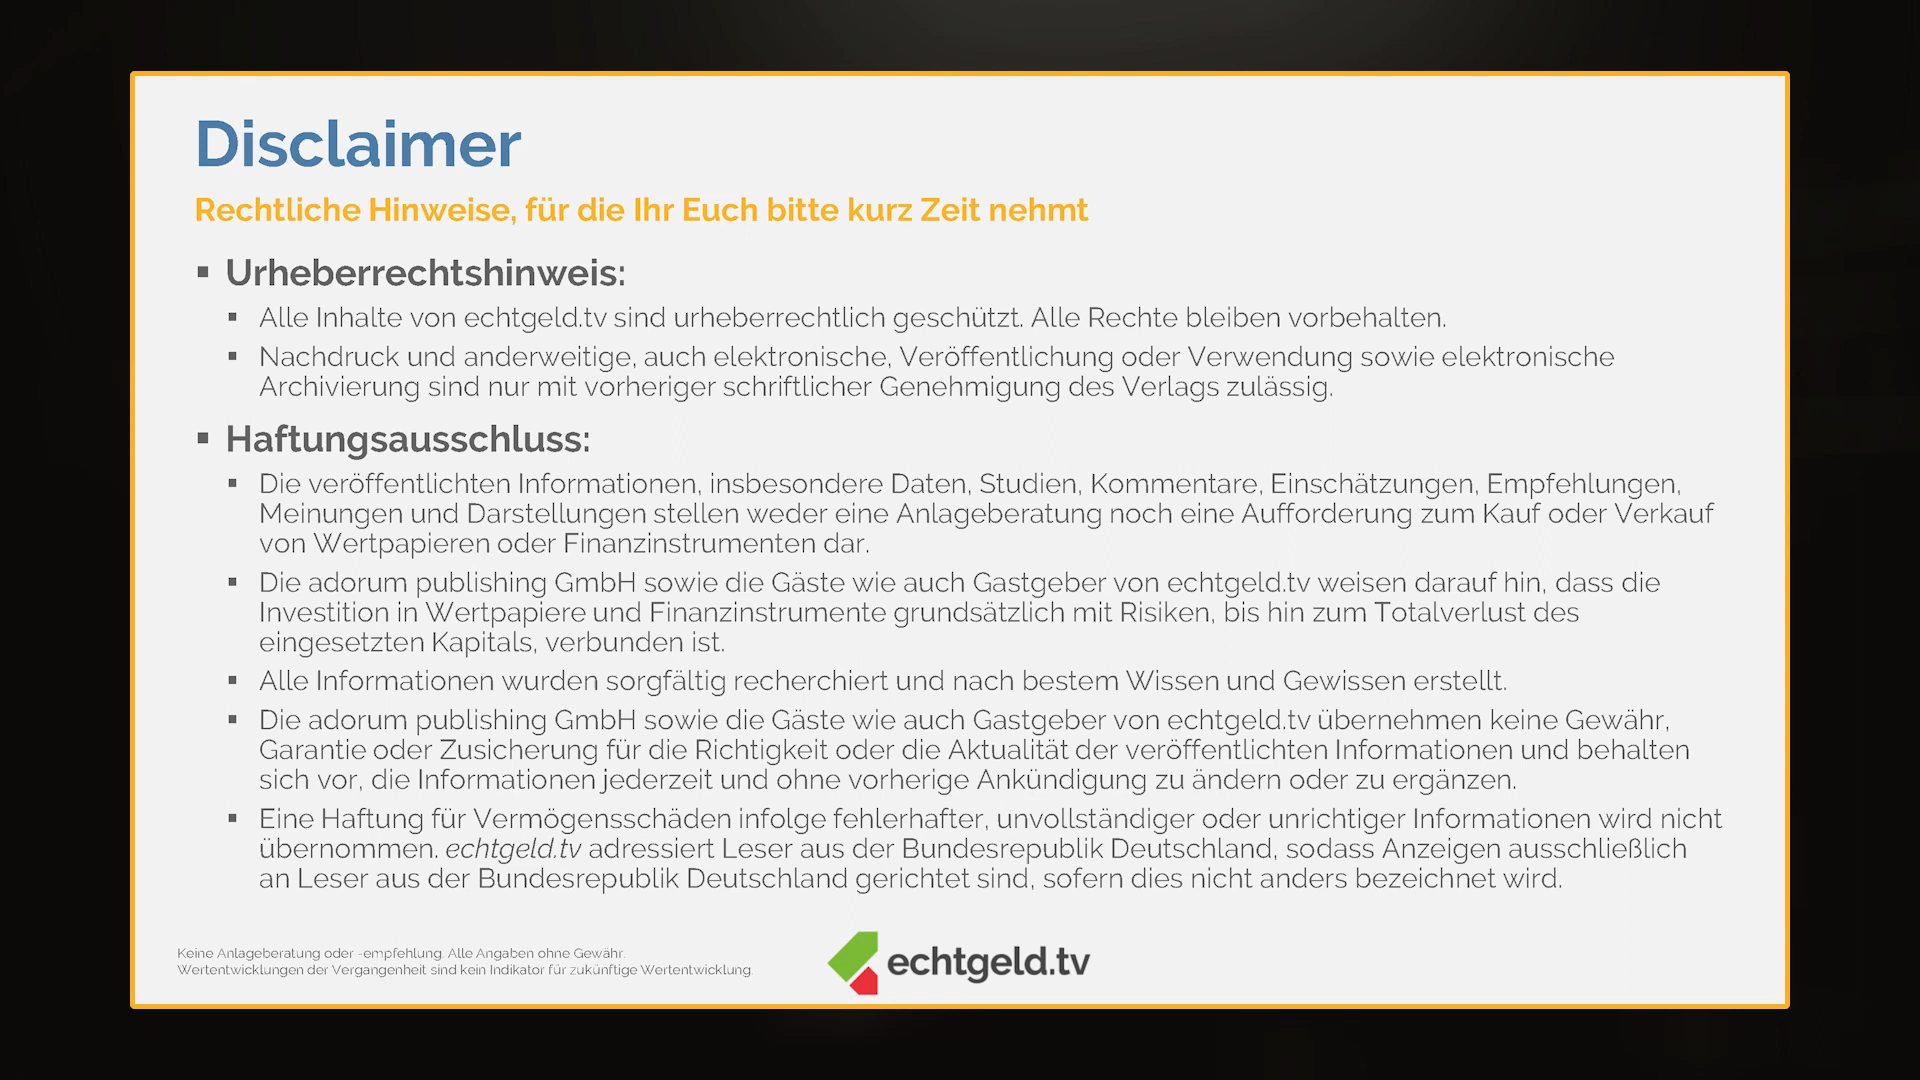 Disclaimer
Rechtliche Hinweise, für die Ihr Euch bitte kurz Zeit nehmt
▪ Urheberrechtshinweis:
▪ Alle Inhalte von echtgeld.tv sind urheberrechtlich geschützt. Alle Rechte bleiben vorbehalten.
▪ Nachdruck und anderweitige, auch elektronische, Veröffentlichung oder Verwendung sowie elektronische
Archivierung sind nur mit vorheriger schriftlicher Genehmigung des Verlags zulässig.
▪ Haftungsausschluss:
▪ Die veröffentlichten Informationen, insbesondere Daten, Studien, Kommentare, Einschätzungen, Empfehlungen,
Meinungen und Darstellungen stellen weder eine Anlageberatung noch eine Aufforderung zum Kauf oder Verkauf
von Wertpapieren oder Finanzinstrumenten dar.
▪ Die adorum publishing GmbH sowie die Gäste wie auch Gastgeber von echtgeld.tv weisen darauf hin, dass die
Investition in Wertpapiere und Finanzinstrumente grundsätzlich mit Risiken, bis hin zum Totalverlust des
eingesetzten Kapitals, verbunden ist.
▪ Alle Informationen wurden sorgfältig recherchiert und nach bestem Wissen und Gewissen erstellt.
▪ Die adorum publishing GmbH sowie die Gäste wie auch Gastgeber von echtgeld.tv übernehmen keine Gewähr,
Garantie oder Zusicherung für die Richtigkeit oder die Aktualität der veröffentlichten Informationen und behalten
sich vor, die Informationen jederzeit und ohne vorherige Ankündigung zu ändern oder zu ergänzen.
▪ Eine Haftung für Vermögensschäden infolge fehlerhafter, unvollständiger oder unrichtiger Informationen wird nicht
übernommen. echtgeld.tv adressiert Leser aus der Bundesrepublik Deutschland, sodass Anzeigen ausschließlich
an Leser aus der Bundesrepublik Deutschland gerichtet sind, sofern dies nicht anders bezeichnet wird.
Keine Anlageberatung oder -empfehlung. Alle Angaben ohne Gewähr.
Wertentwicklungen der Vergangenheit sind kein Indikator für zukünftige Wertentwicklung.
echtgeld.tv